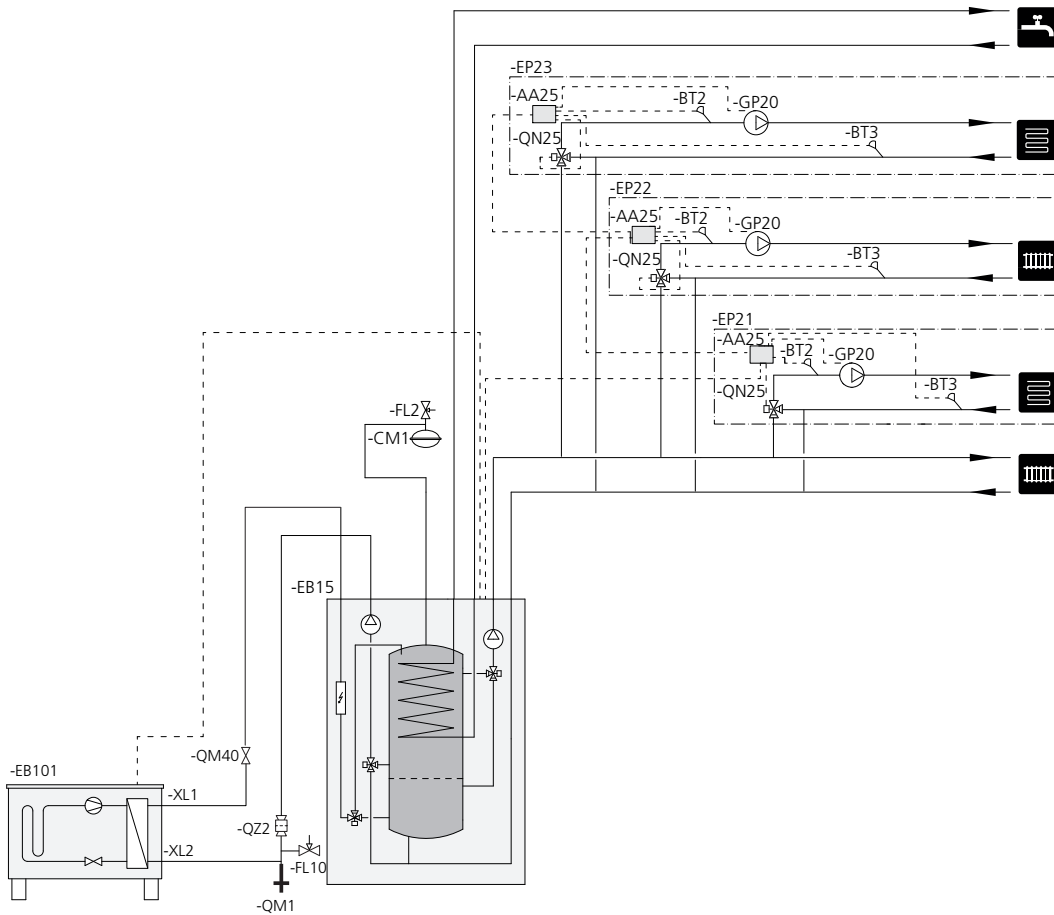 -EP23
-AA25
-BT2
-GP20
-QN25
-BT3
-EP22
-AA25
-BT2
-GP20
-QN25
-BT3
-EP21
-AA25
-BT2
-GP20
-QN25
-BT3
-FL2
-CM1
-EB15
-QM40
-EB101
-XL1
-QZ2
-XL2
-FL10
-QM1